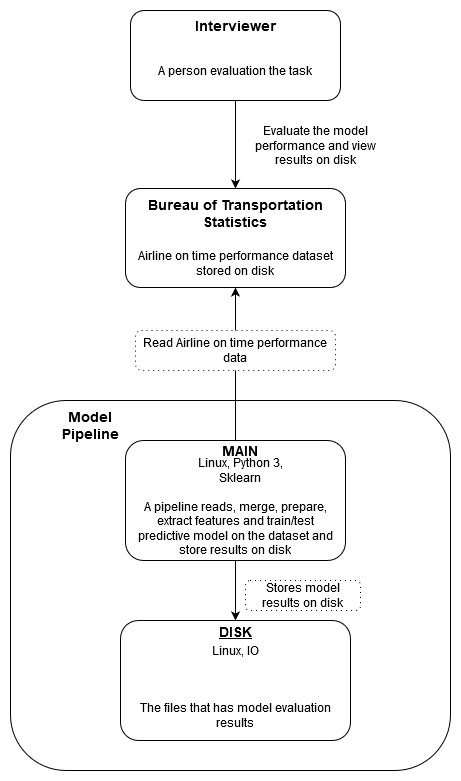 Interviewer
A person evaluation the task
Evaluate the model
performance and view
results on disk
Bureau of Transportation
Statistics
Airline on time performance dataset
stored on disk
Read Airline on time performance
data
Model
Pipeline
MAIN
Linux, Python 3,
Sklearn
A pipeline reads, merge, prepare,
extract features and train/test
predictive model on the dataset and
store results on disk
Stores model
results on disk
DISK
Linux, IO
The files that has model evaluation
results